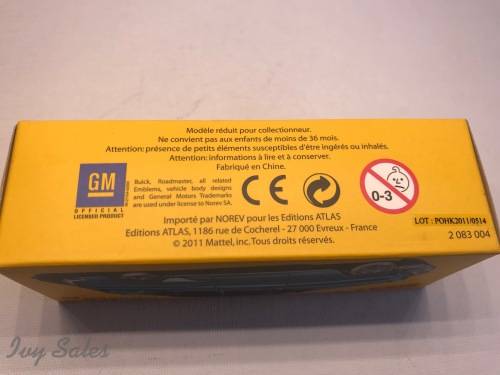 Modèle réduit pour collectionneur.
Ne convient pas aux enfants de moins de 36 mois.
Attention: présence de petits éléments susceptibles d'être ingérés ou inhalés.
Attention: informations à lire et à conserver.
Fabriqué en Chine.
GM
OFFICIAL
LICENSED PRODUCT
Buick, Roadmaster, all related
Emblems, vehicle body designs
and General Motors Trademarks
are used under license to Norev SA.
CE
0-3
LOT : POHK2011/0514
2 083 004
Importé par NOREV pour les Editions ATLAS
Editions ATLAS, 1186 rue de Cocherel - 27 000 Evreux - France
© 2011 Mattel, inc. Tous droits réservés.
Ivy Sales